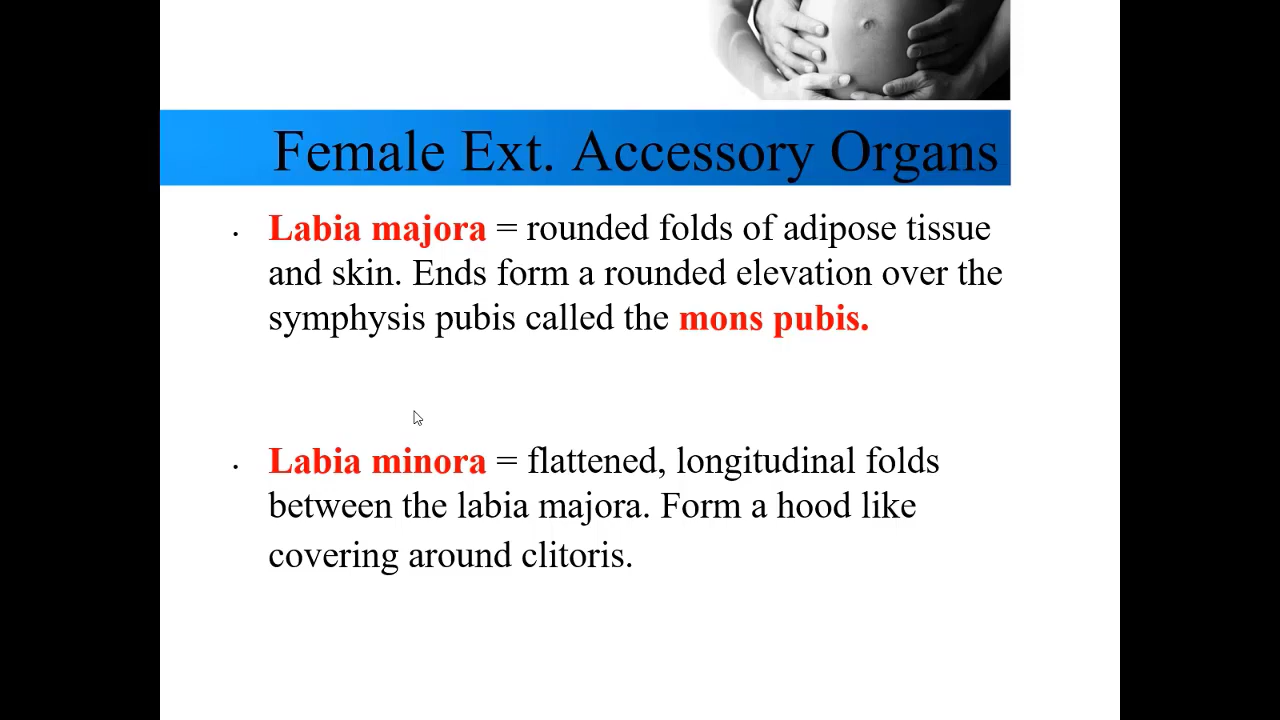 Female Ext. Accessory Organs
• Labia majora = rounded folds of adipose tissue
and skin. Ends form a rounded elevation over the
symphysis pubis called the mons pubis.
• Labia minora = flattened, longitudinal folds
between the labia majora. Form a hood like
covering around clitoris.